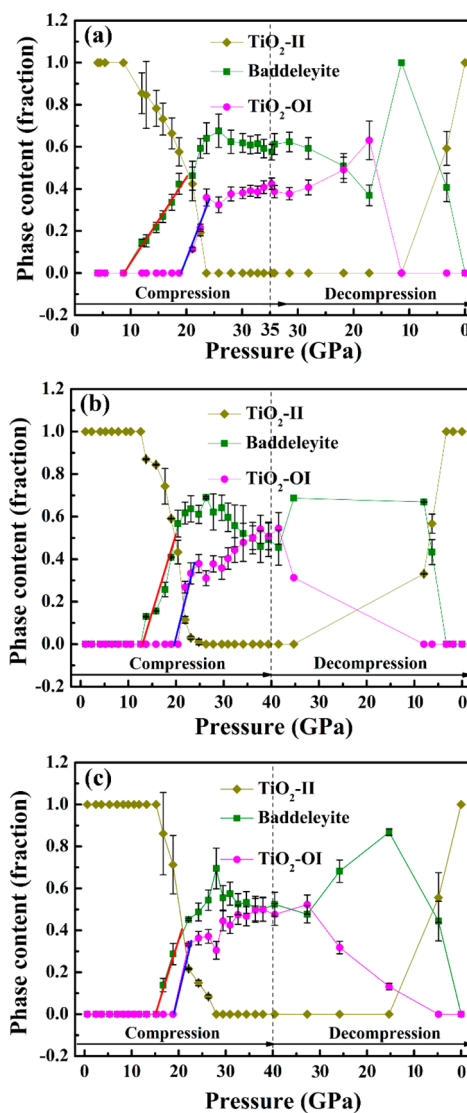 (a)
TiO₂-II
Baddeleyite
TiO₂-OI
Phase content (fraction)
1.2
1.0
0.8
0.6
0.4
0.2
0.0
-0.2
Compression
Decompression
0 10 20 30 35 30 20 10 0
Pressure (GPa)
(b)
TiO₂-II
Baddeleyite
TiO₂-OI
Phase content (fraction)
1.2
1.0
0.8
0.6
0.4
0.2
0.0
-0.2
Compression
Decompression
0 10 20 30 40 30 20 10 0
Pressure (GPa)
(c)
TiO₂-II
Baddeleyite
TiO₂-OI
Phase content (fraction)
1.2
1.0
0.8
0.6
0.4
0.2
0.0
-0.2
Compression
Decompression
0 10 20 30 40 30 20 10 0
Pressure (GPa)